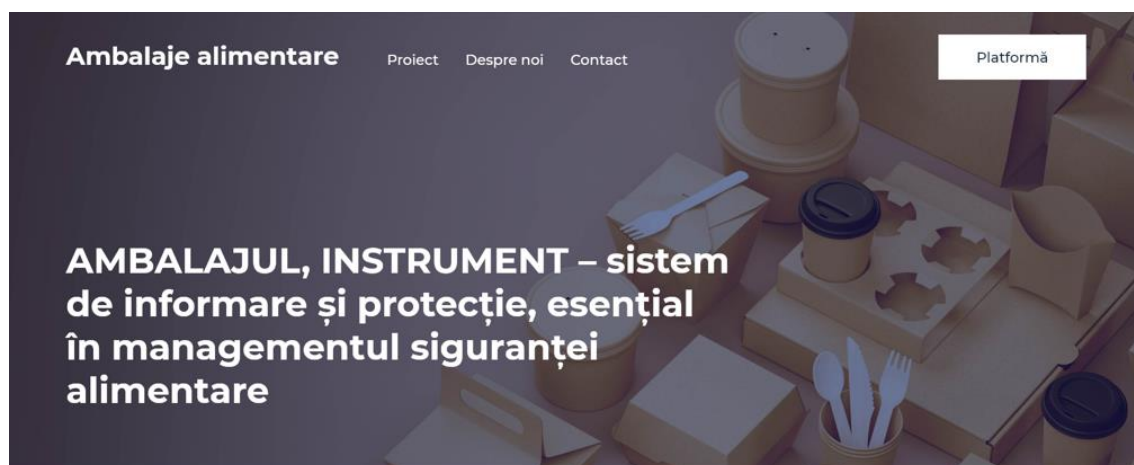 Ambalaje alimentare
Proiect Despre noi Contact
Platformă
AMBALAJUL, INSTRUMENT – sistem
de informare și protecție, esențial
în managementul siguranței
alimentare